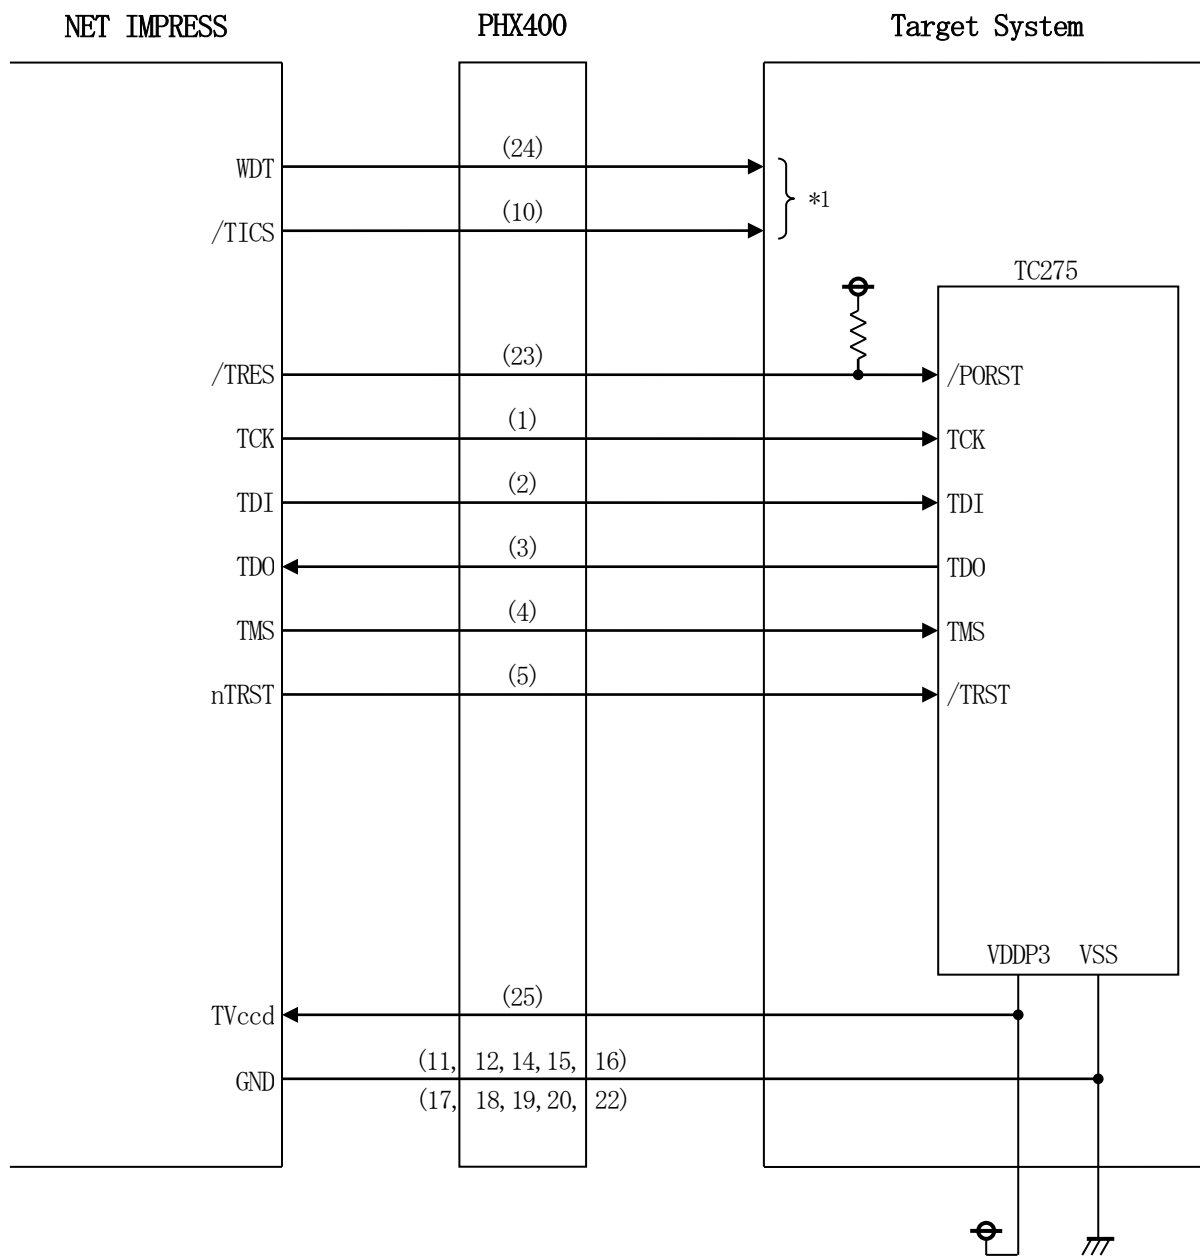 NET IMPRESS PHX400 Target System
WDT (24)
*1
/TICS (10)
TC275
/TRES (23) /PORST
TCK (1) TCK
TDI (2) TDI
TDO (3) TDO
TMS (4) TMS
nTRST (5) /TRST
VDDP3 VSS
TVccd (25)
GND (11, 12, 14, 15, 16)
(17, 18, 19, 20, 22)